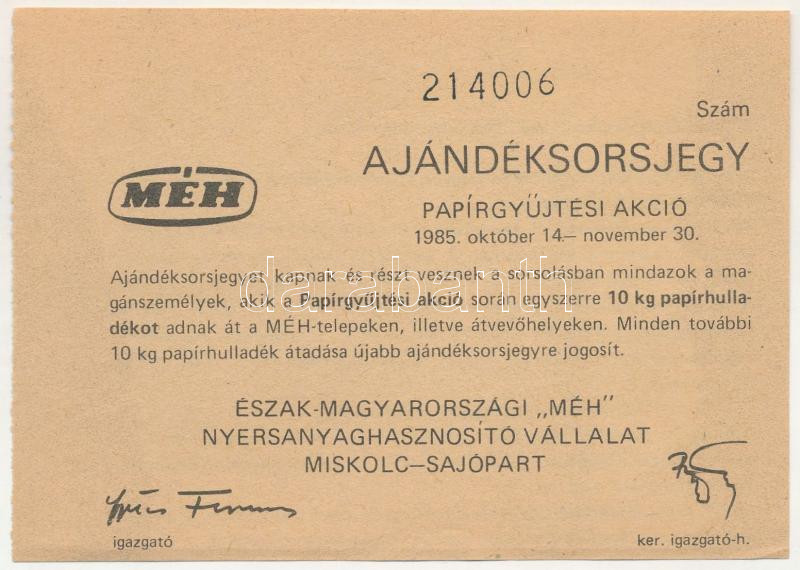 214006
Szám
AJÁNDÉKSORSJEGY
MÉH
PAPÍRGYŰJTÉSI AKCIÓ
1985. október 14.– november 30.
Ajándéksorsjegyet kapnak és részt vesznek a sorsolásban mindazok a ma-
gánszemélyek, akik a Papírgyűjtési akció során egyszerre 10 kg papírhulla-
dékot adnak át a MÉH-telepeken, illetve átvevőhelyeken. Minden további
10 kg papírhulladék átadása újabb ajándéksorsjegyre jogosít.
darabanth
ÉSZAK-MAGYARORSZÁGI „MÉH”
NYERSANYAGHASZNOSÍTÓ VÁLLALAT
MISKOLC–SAJÓPART
igazgató
ker. igazgató-h.